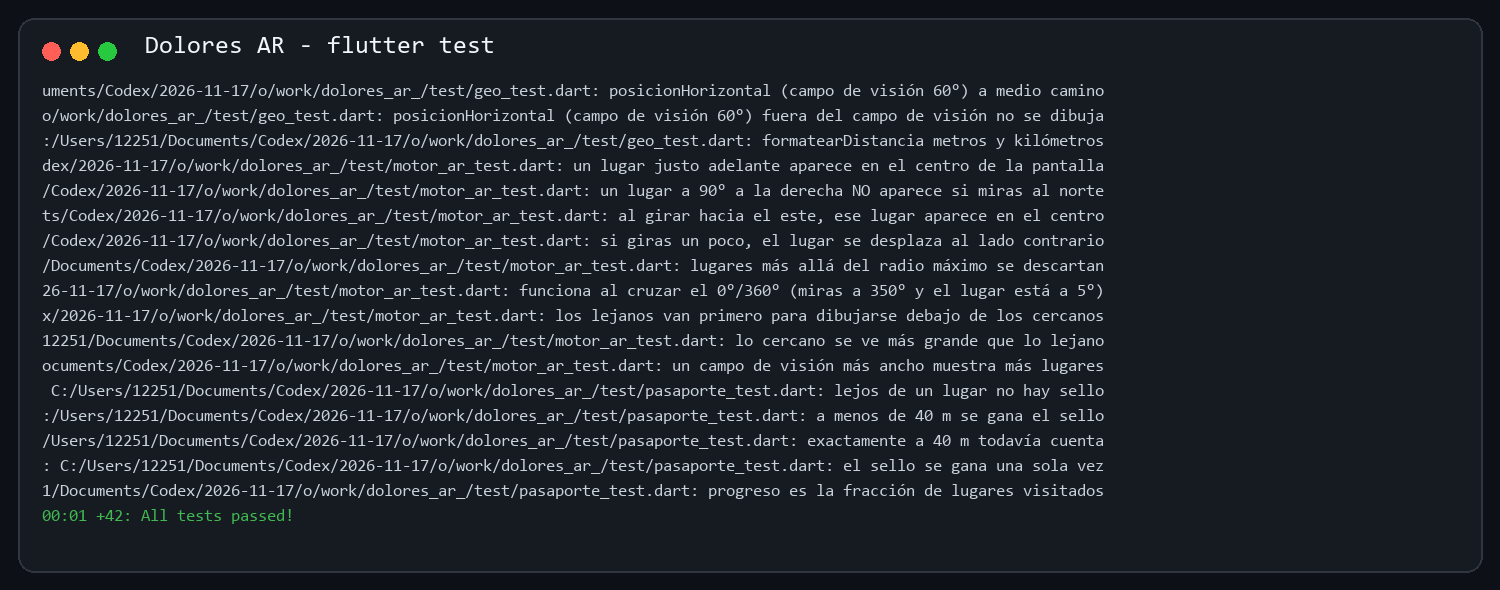 Dolores AR - flutter test
uments/Codex/2026-11-17/o/work/dolores_ar_/test/geo_test.dart: posicionHorizontal (campo de visión 60º) a medio camino
o/work/dolores_ar_/test/geo_test.dart: posicionHorizontal (campo de visión 60º) fuera del campo de visión no se dibuja
:/Users/12251/Documents/Codex/2026-11-17/o/work/dolores_ar_/test/geo_test.dart: formatearDistancia metros y kilómetros
dex/2026-11-17/o/work/dolores_ar_/test/motor_ar_test.dart: un lugar justo adelante aparece en el centro de la pantalla
/Codex/2026-11-17/o/work/dolores_ar_/test/motor_ar_test.dart: un lugar a 90º a la derecha NO aparece si miras al norte
ts/Codex/2026-11-17/o/work/dolores_ar_/test/motor_ar_test.dart: al girar hacia el este, ese lugar aparece en el centro
/Codex/2026-11-17/o/work/dolores_ar_/test/motor_ar_test.dart: si giras un poco, el lugar se desplaza al lado contrario
/Documents/Codex/2026-11-17/o/work/dolores_ar_/test/motor_ar_test.dart: lugares más allá del radio máximo se descartan
26-11-17/o/work/dolores_ar_/test/motor_ar_test.dart: funciona al cruzar el 0º/360º (miras a 350º y el lugar está a 5º)
x/2026-11-17/o/work/dolores_ar_/test/motor_ar_test.dart: los lejanos van primero para dibujarse debajo de los cercanos
12251/Documents/Codex/2026-11-17/o/work/dolores_ar_/test/motor_ar_test.dart: lo cercano se ve más grande que lo lejano
ocuments/Codex/2026-11-17/o/work/dolores_ar_/test/motor_ar_test.dart: un campo de visión más ancho muestra más lugares
C:/Users/12251/Documents/Codex/2026-11-17/o/work/dolores_ar_/test/pasaporte_test.dart: lejos de un lugar no hay sello
:/Users/12251/Documents/Codex/2026-11-17/o/work/dolores_ar_/test/pasaporte_test.dart: a menos de 40 m se gana el sello
/Users/12251/Documents/Codex/2026-11-17/o/work/dolores_ar_/test/pasaporte_test.dart: exactamente a 40 m todavía cuenta
: C:/Users/12251/Documents/Codex/2026-11-17/o/work/dolores_ar_/test/pasaporte_test.dart: el sello se gana una sola vez
1/Documents/Codex/2026-11-17/o/work/dolores_ar_/test/pasaporte_test.dart: progreso es la fracción de lugares visitados
00:01 +42: All tests passed!